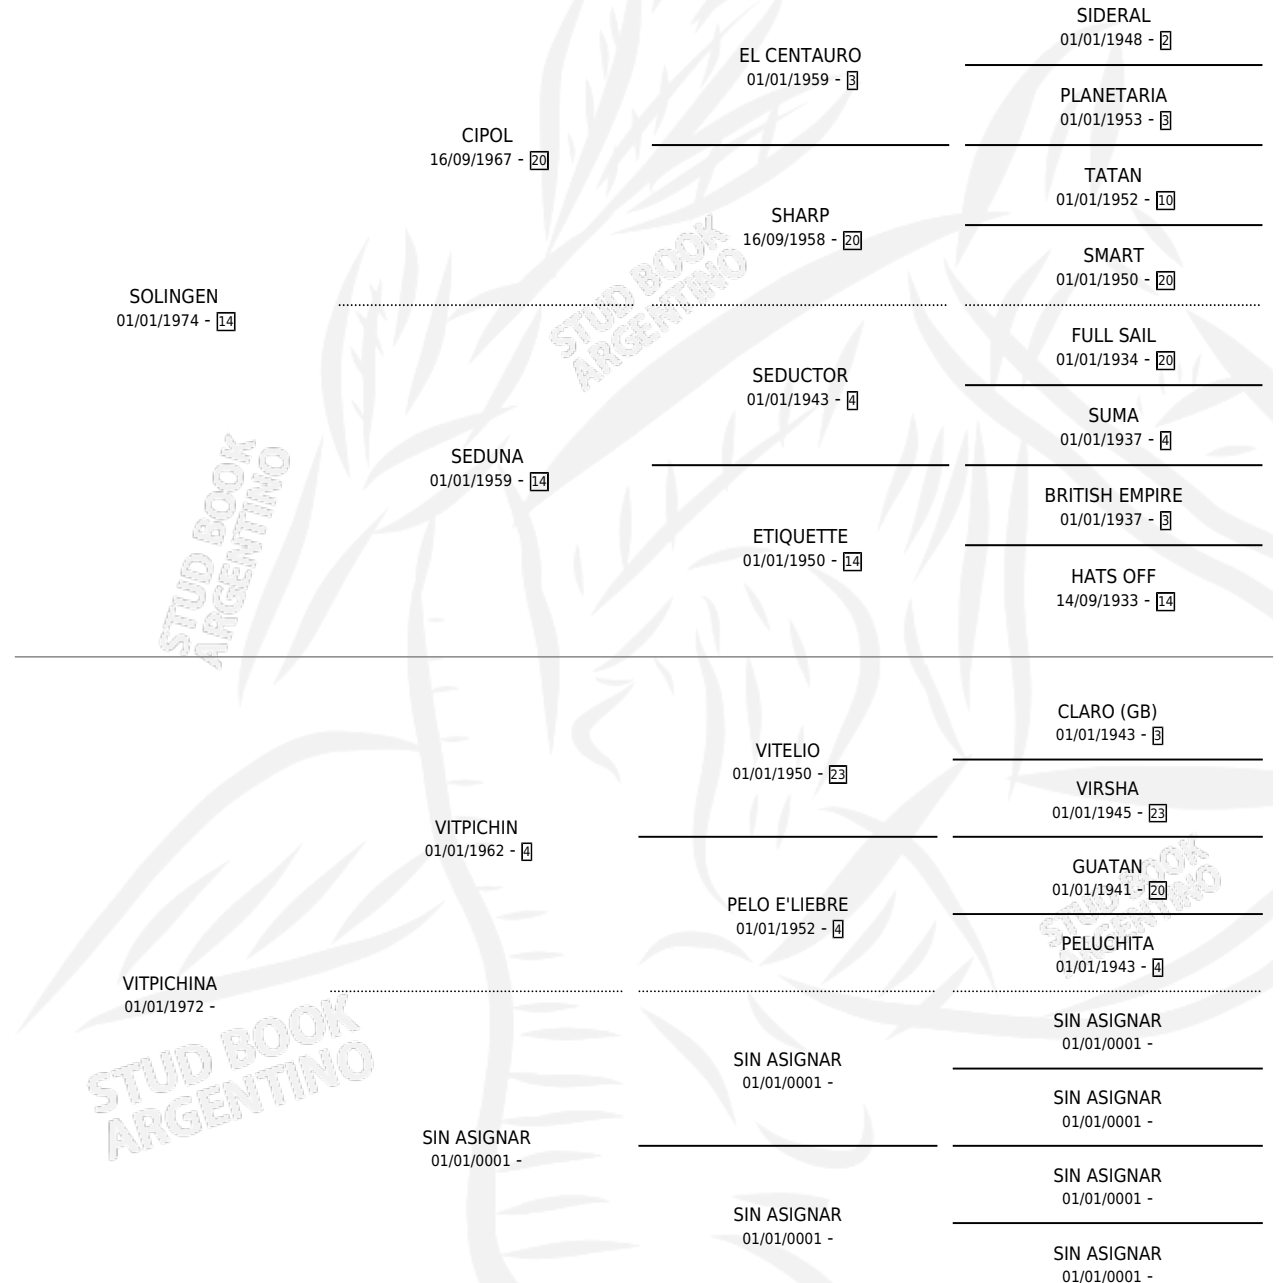 SIDERAL
01/01/1948 - 2
EL CENTAURO
01/01/1959 - 3
PLANETARIA
01/01/1953 - 3
CIPOL
16/09/1967 - 20
TATAN
01/01/1952 - 10
SHARP
16/09/1958 - 20
SMART
01/01/1950 - 20
SOLINGEN
01/01/1974 - 14
FULL SAIL
01/01/1934 - 20
SEDUCTOR
01/01/1943 - 4
SUMA
01/01/1937 - 4
SEDUNA
01/01/1959 - 14
BRITISH EMPIRE
01/01/1937 - 3
ETIQUETTE
01/01/1950 - 14
HATS OFF
14/09/1933 - 14
CLARO (GB)
01/01/1943 - 3
VITELIO
01/01/1950 - 23
VIRSHA
01/01/1945 - 23
VITPICHIN
01/01/1962 - 4
GUATAN
01/01/1941 - 20
PELO E'LIEBRE
01/01/1952 - 4
PELUCHITA
01/01/1943 - 4
VITPICHINA
01/01/1972 -
SIN ASIGNAR
01/01/0001 -
SIN ASIGNAR
01/01/0001 -
SIN ASIGNAR
01/01/0001 -
SIN ASIGNAR
01/01/0001 -
SIN ASIGNAR
01/01/0001 -
SIN ASIGNAR
01/01/0001 -
SIN ASIGNAR
01/01/0001 -
STUD BOOK
ARGENTINO
STUD BOOK
ARGENTINO
STUD BOOK
ARGENTINO
STUD BOOK
ARGENTINO